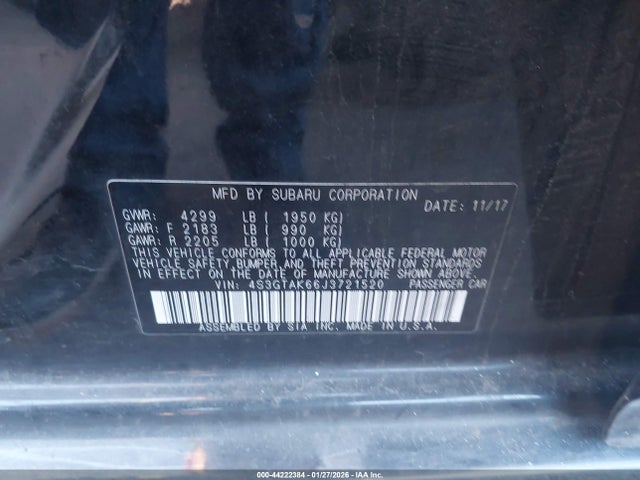 MFD BY SUBARU CORPORATION
DATE: 11/17
GVWR: 4299 LB ( 1950 KG)
GAWR: F 2183 LB ( 990 KG)
GAWR: R 2205 LB ( 1000 KG)
THIS VEHICLE CONFORMS TO ALL APPLICABLE FEDERAL MOTOR
VEHICLE SAFETY, BUMPER, AND THEFT PREVENTION STANDARDS
IN EFFECT ON THE DATE OF MANUFACTURE SHOWN ABOVE.
VIN: 4S3GTAK66J3721520 PASSENGER CAR
ASSEMBLED BY SIA INC. MADE IN U.S.A.
000-44222384 | 01/27/2026 - © IAA Inc.